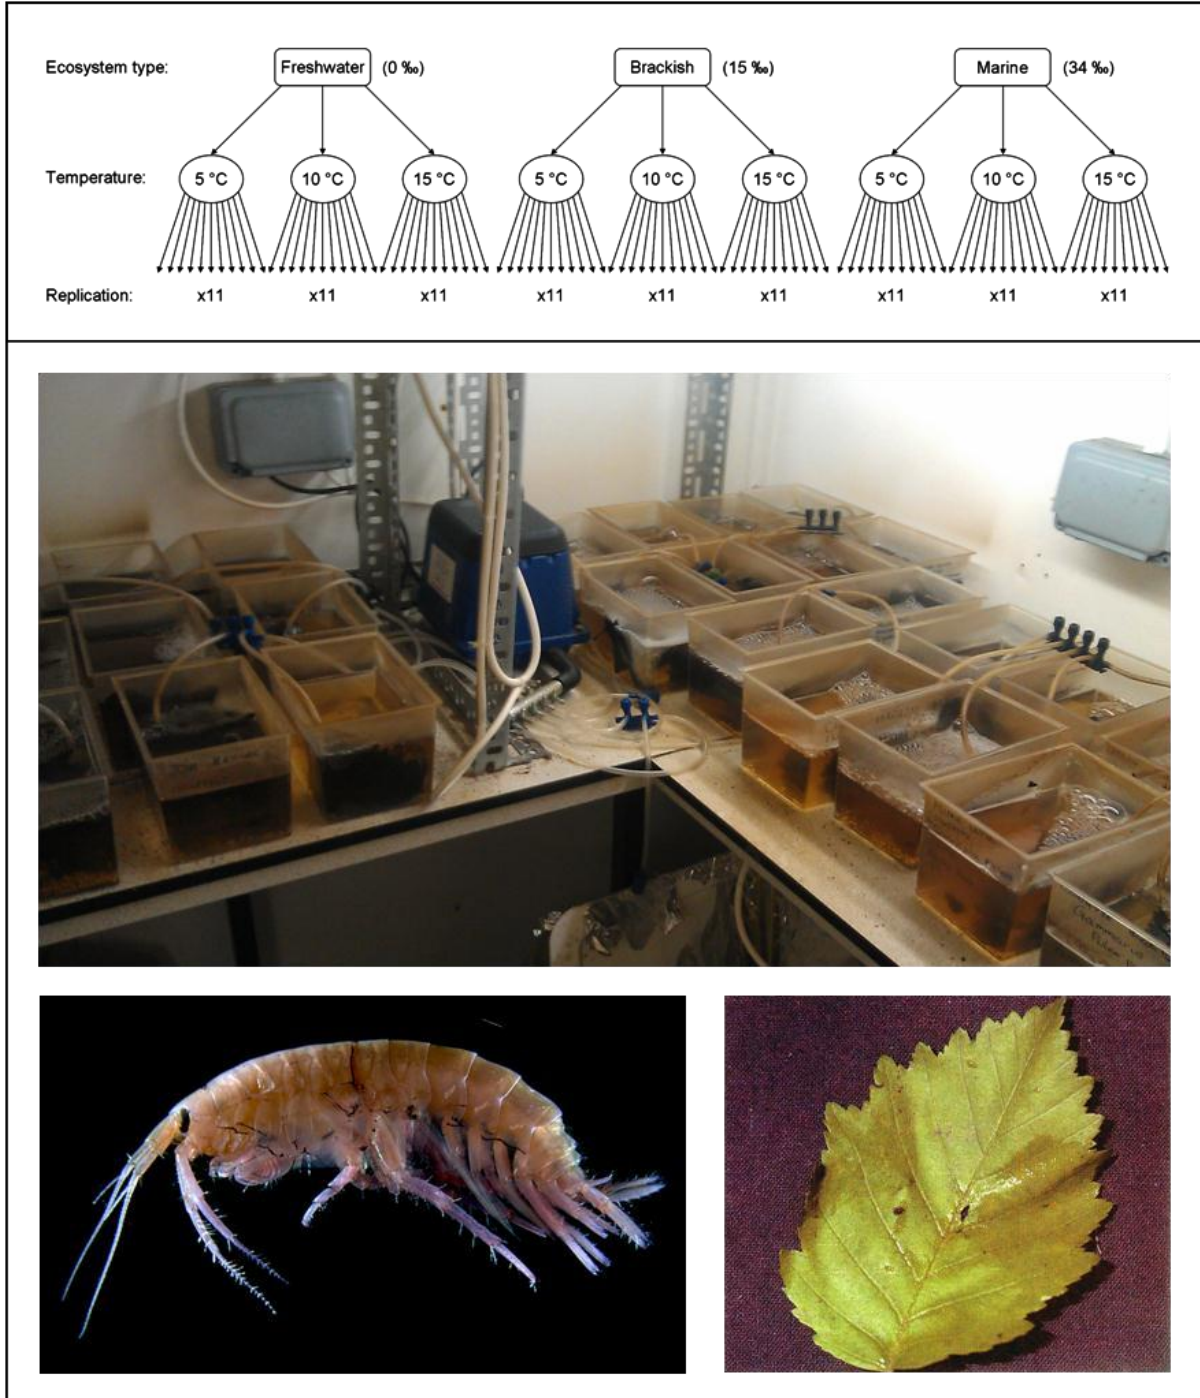 Ecosystem type: Freshwater (0 ‰) Brackish (15 ‰) Marine (34 ‰)
Temperature: 5 °C 10 °C 15 °C 5 °C 10 °C 15 °C 5 °C 10 °C 15 °C
Replication: x11 x11 x11 x11 x11 x11 x11 x11 x11
Gammarus